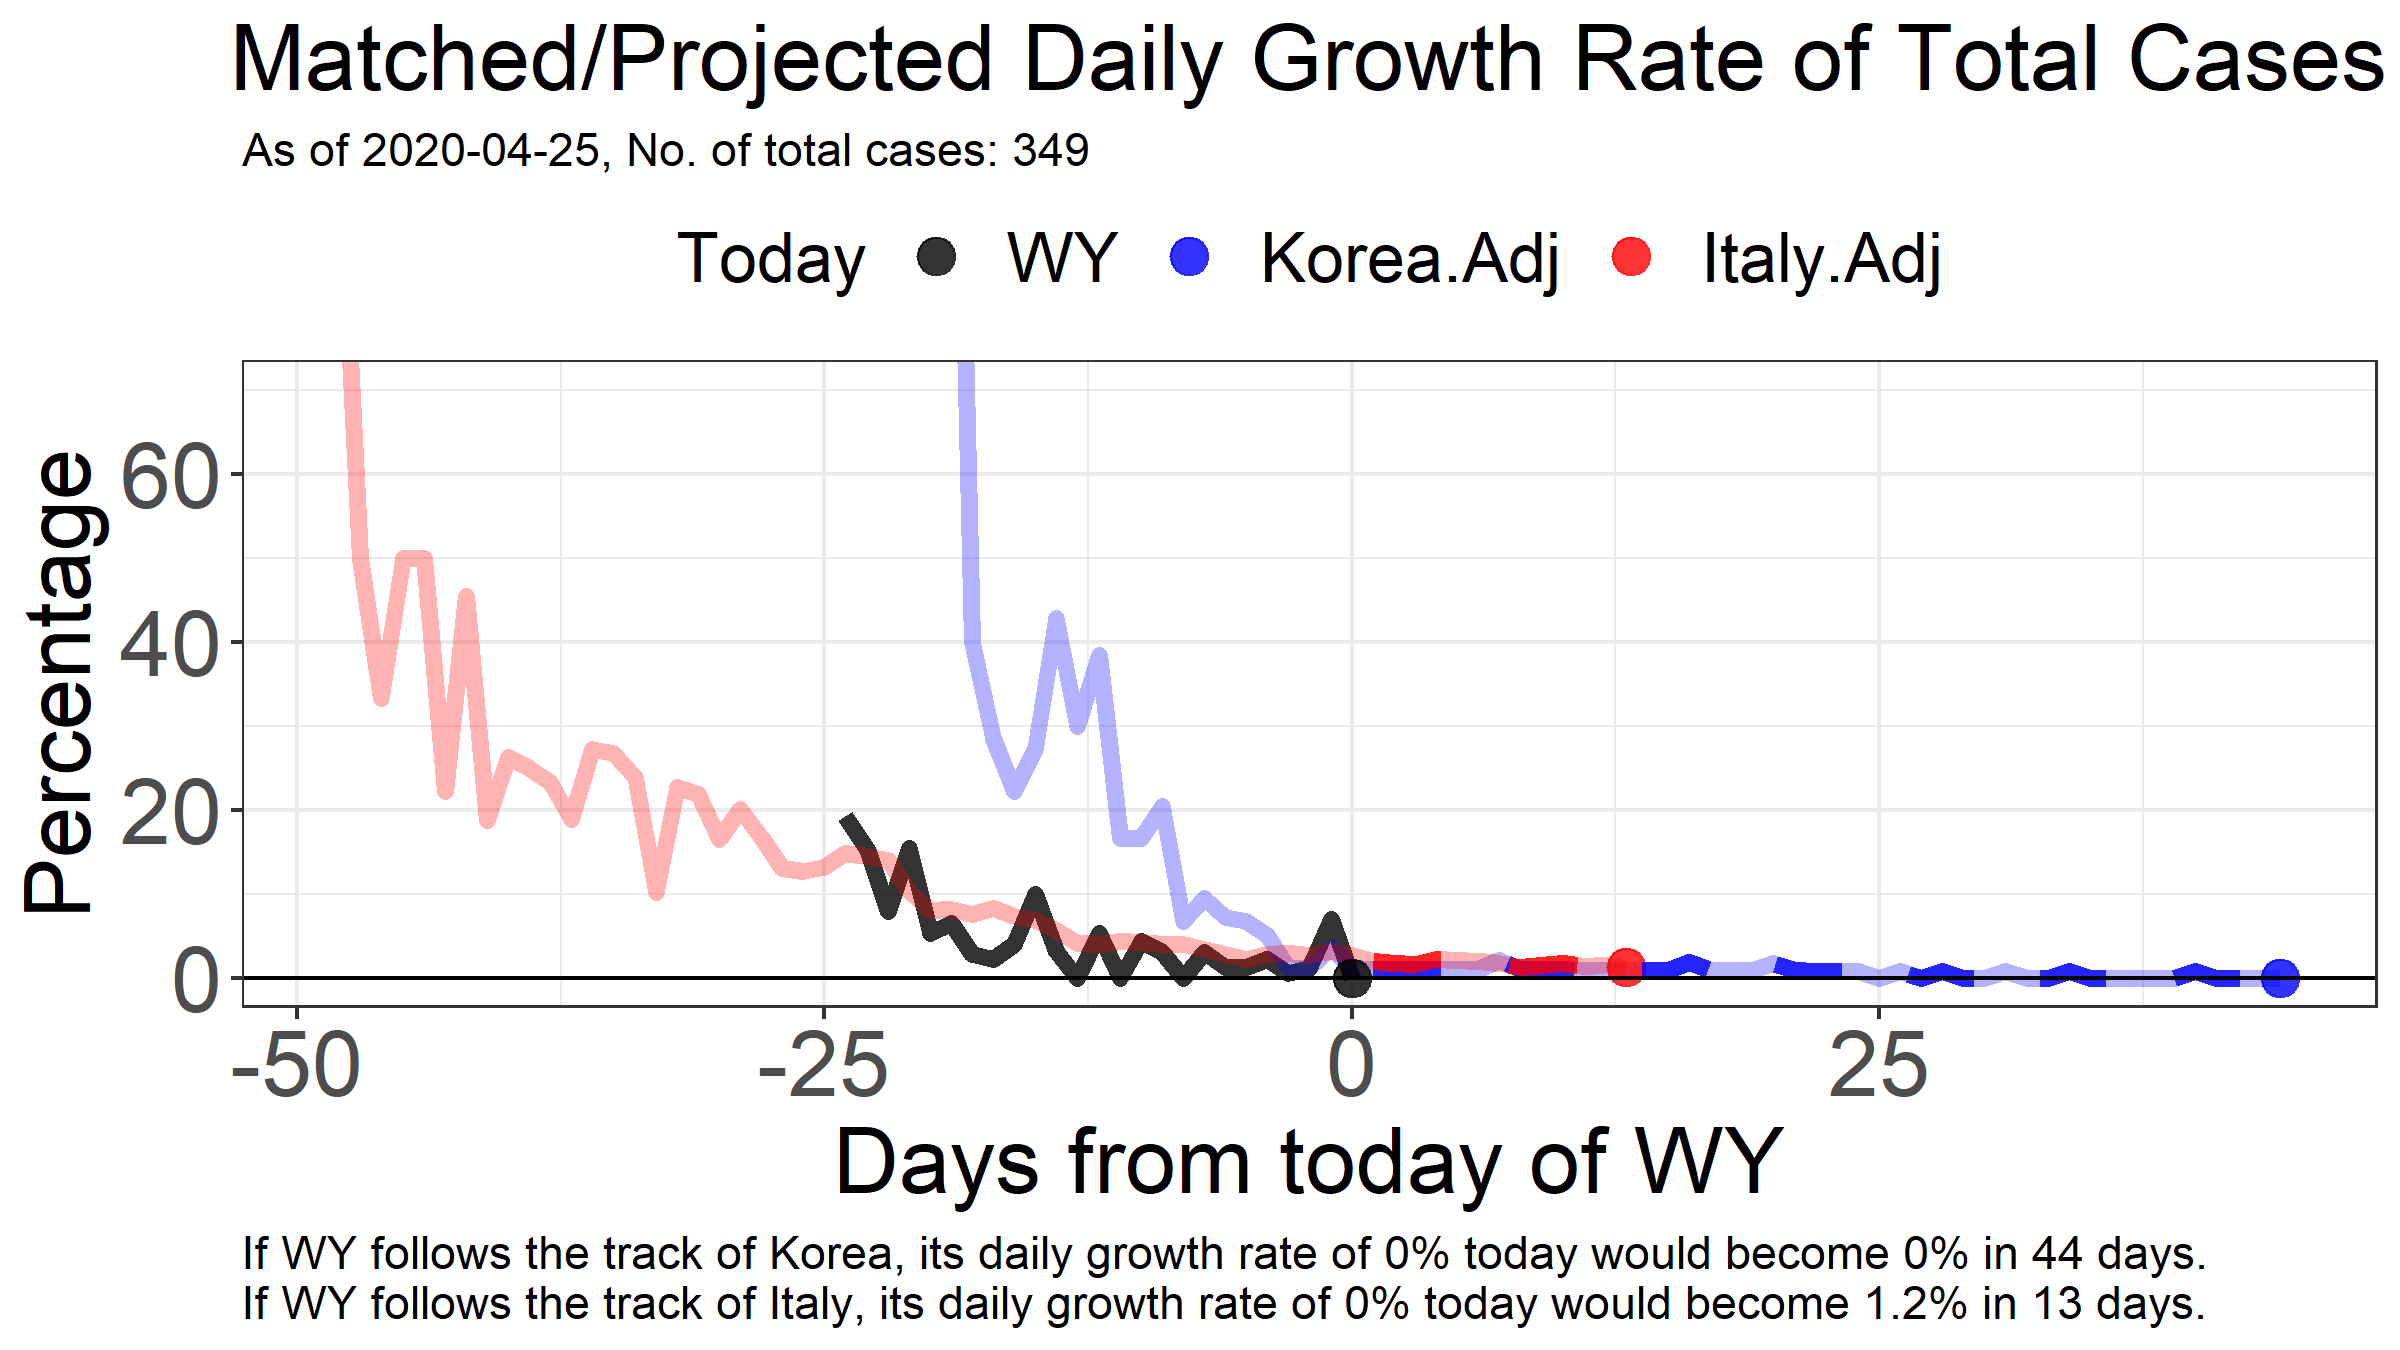 Matched/Projected Daily Growth Rate of Total Cases
As of 2020-04-25, No. of total cases: 349
Today WY Korea.Adj Italy.Adj
Percentage
60
40
20
0
-50 -25 0 25
Days from today of WY
If WY follows the track of Korea, its daily growth rate of 0% today would become 0% in 44 days.
If WY follows the track of Italy, its daily growth rate of 0% today would become 1.2% in 13 days.